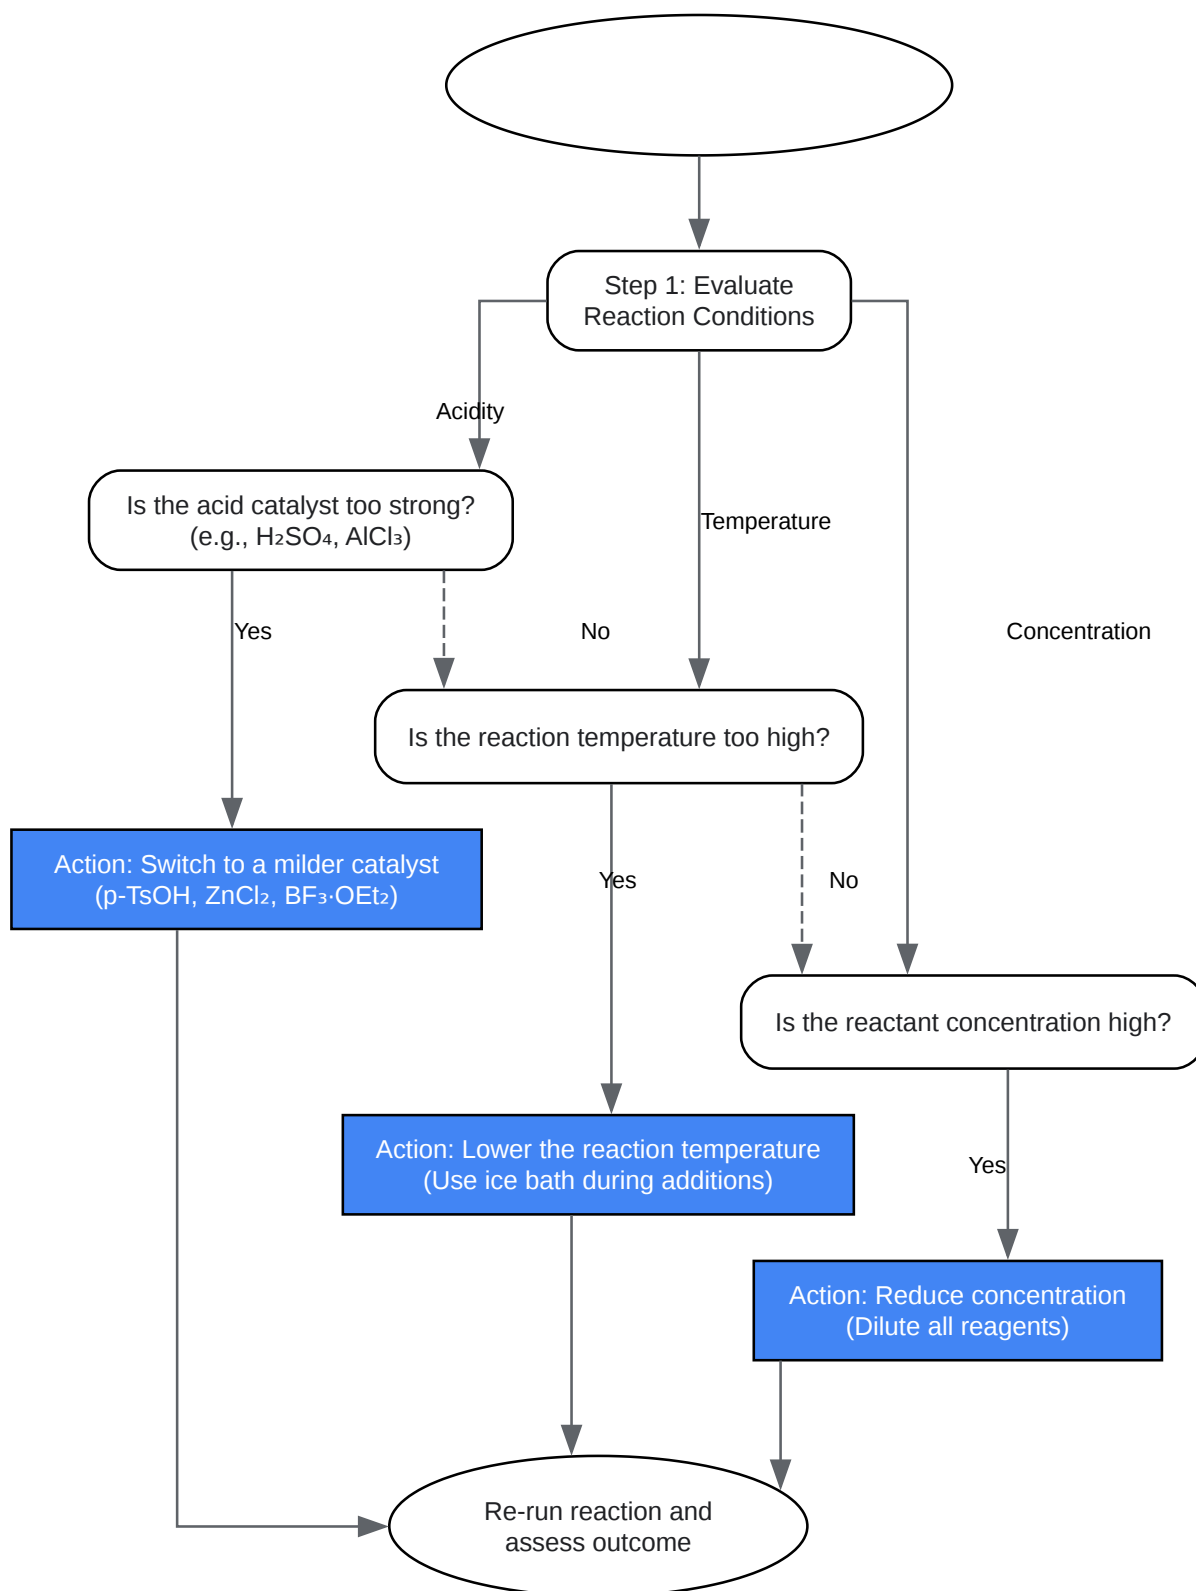 Step 1: Evaluate
Reaction Conditions
Acidity
Is the acid catalyst too strong?
(e.g., H₂SO₄, AlCl₃)
Temperature
Yes
No
Concentration
Is the reaction temperature too high?
Action: Switch to a milder catalyst
(p-TsOH, ZnCl₂, BF₃·OEt₂)
Yes
No
Is the reactant concentration high?
Action: Lower the reaction temperature
(Use ice bath during additions)
Yes
Action: Reduce concentration
(Dilute all reagents)
Re-run reaction and
assess outcome